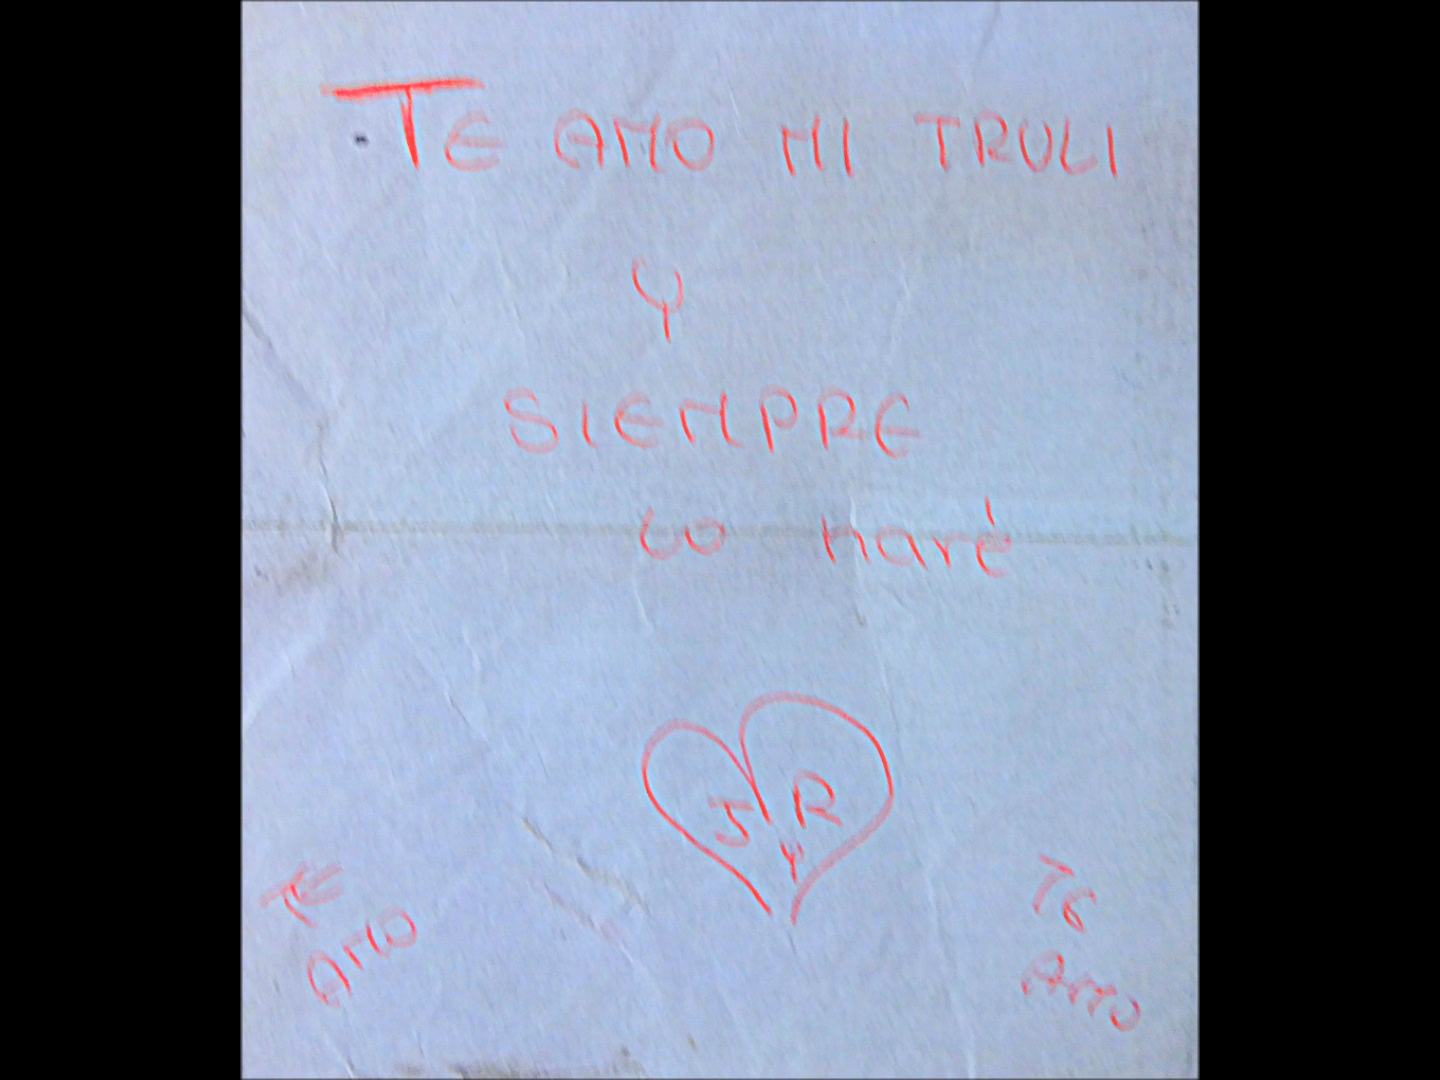 TE AMO MI TRULI
Y
SIEMPRE
LO haré
J R
Y
TE
AMO
TE
AMO